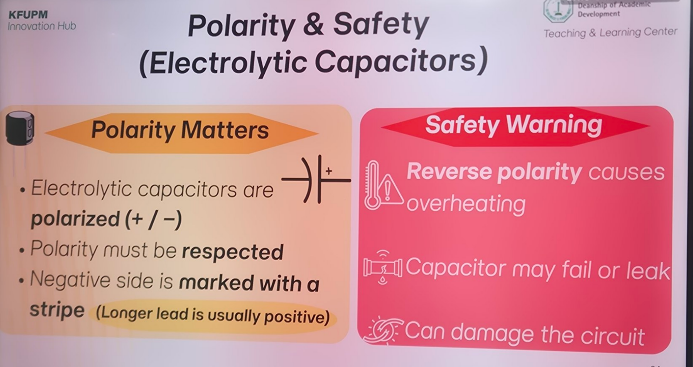 KFUPM
Innovation Hub
Deanship of Academic
Development
Teaching & Learning Center
Polarity & Safety
(Electrolytic Capacitors)
Polarity Matters
+
• Electrolytic capacitors are
polarized (+ / −)
• Polarity must be respected
• Negative side is marked with a
stripe (Longer lead is usually positive)
Safety Warning
Reverse polarity causes
overheating
Capacitor may fail or leak
Can damage the circuit